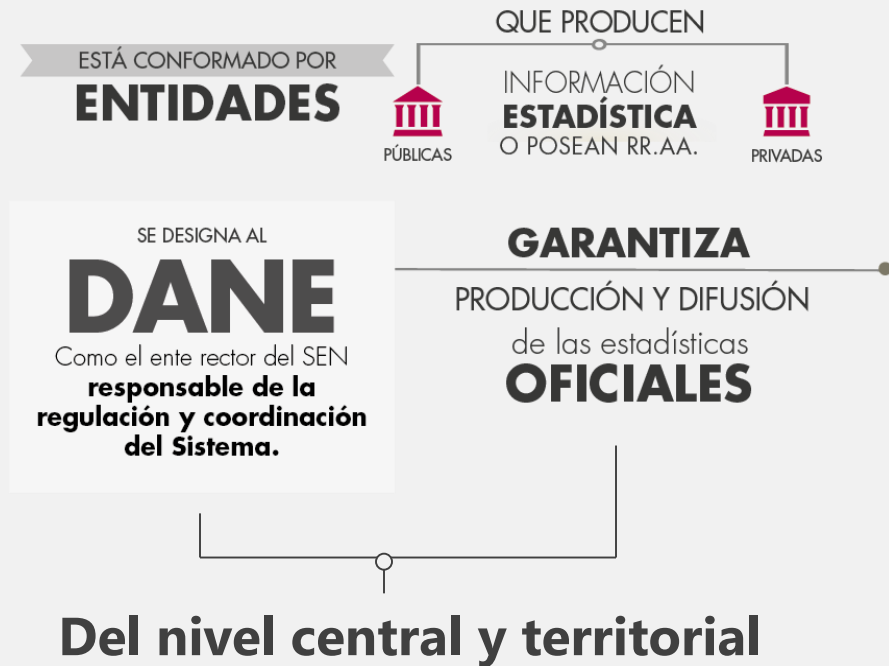 ESTÁ CONFORMADO POR
ENTIDADES
QUE PRODUCEN
PÚBLICAS
INFORMACIÓN
ESTADÍSTICA
O POSEAN RR.AA.
PRIVADAS
SE DESIGNA AL
DANE
Como el ente rector del SEN
responsable de la
regulación y coordinación
del Sistema.
GARANTIZA
PRODUCCIÓN Y DIFUSIÓN
de las estadísticas
OFICIALES
Del nivel central y territorial